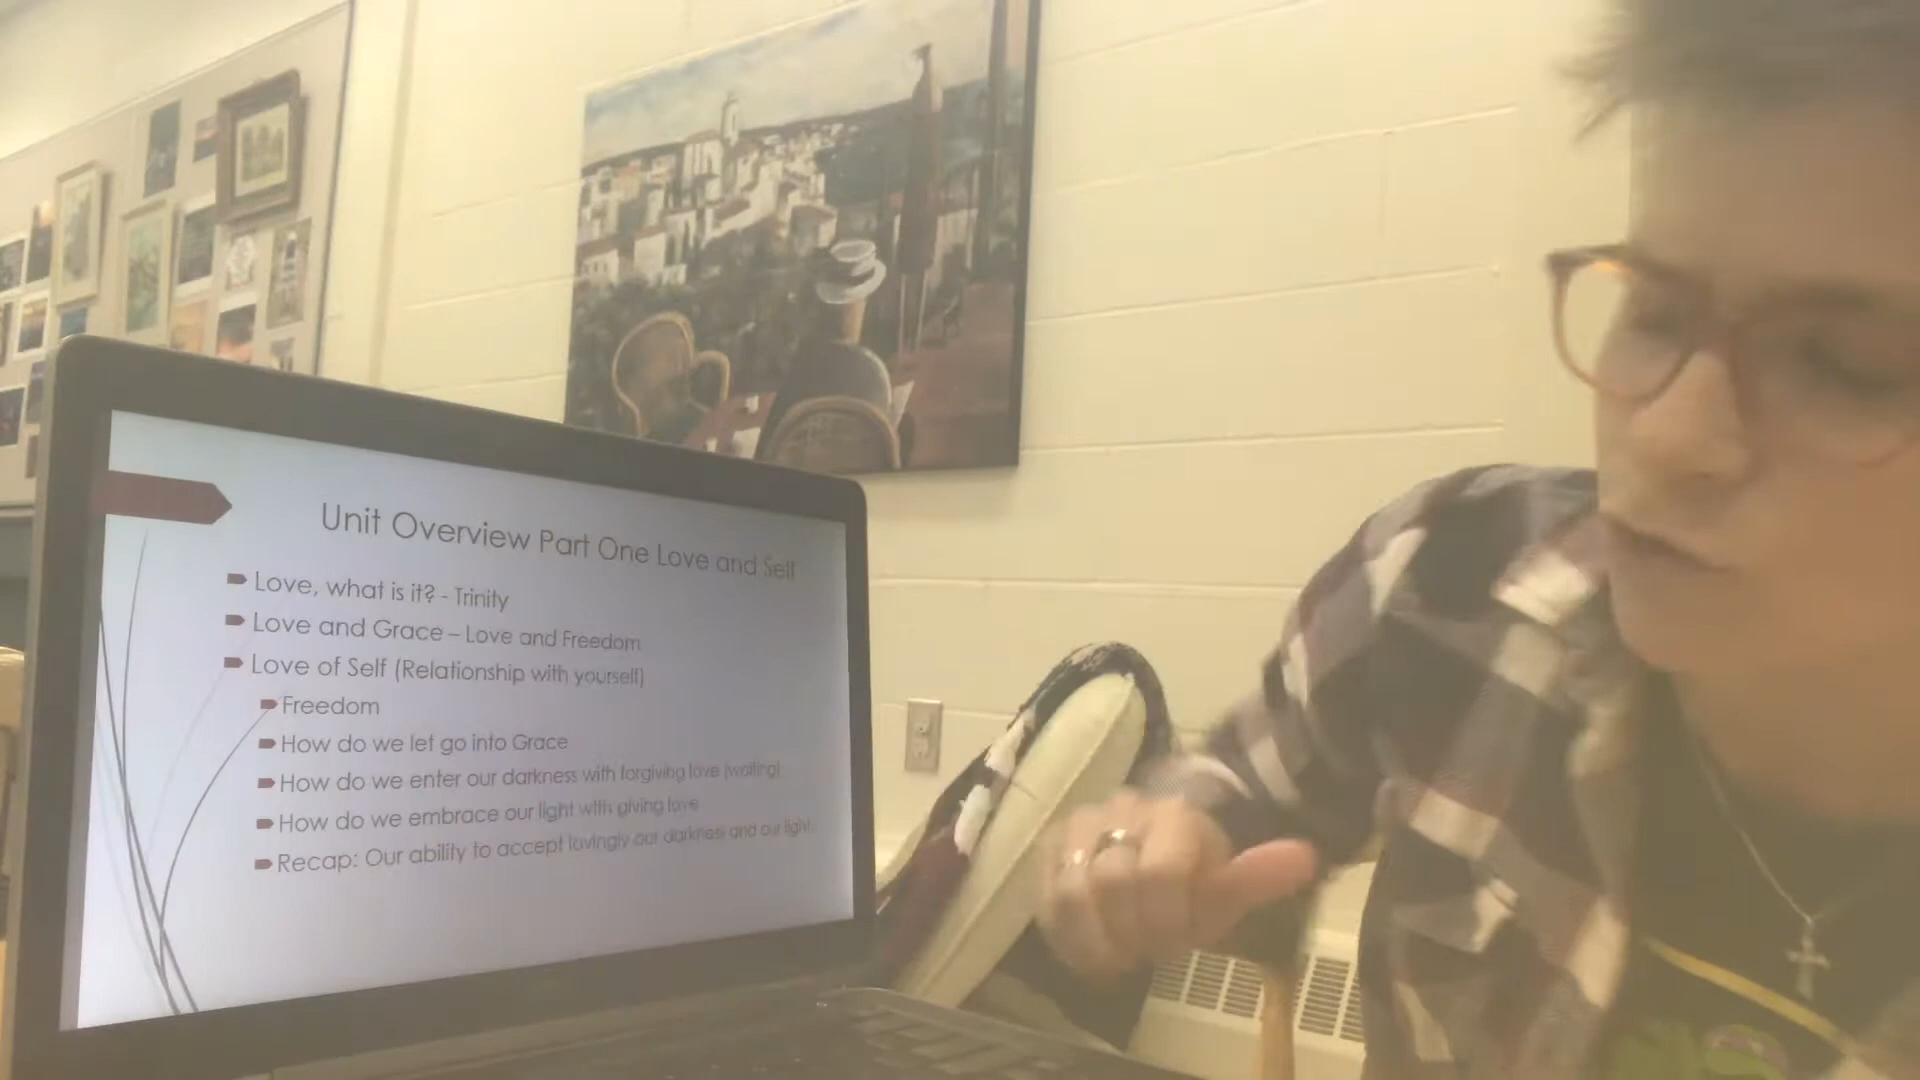 Unit Overview Part One Love and Self
Love, what is it? - Trinity
Love and Grace – Love and Freedom
Love of Self (Relationship with yourself)
Freedom
How do we let go into Grace
How do we enter our darkness with forgiving love (waiting)
How do we embrace our light with giving love
Recap: Our ability to accept lovingly our darkness and our light